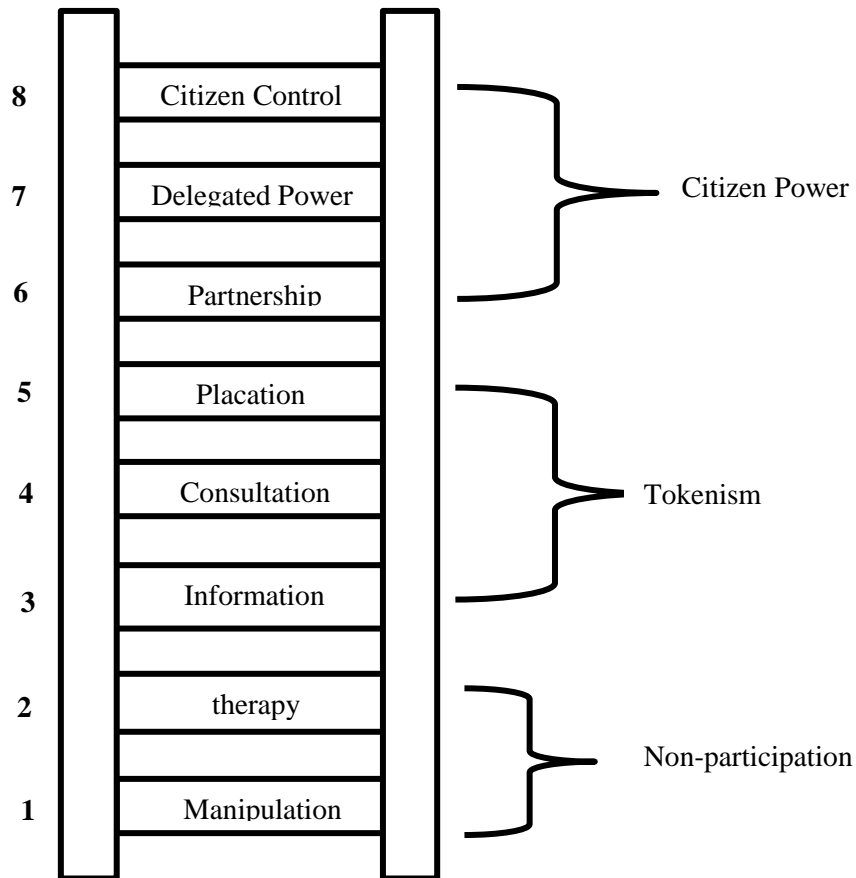 8 Citizen Control
7 Delegated Power
Citizen Power
6 Partnership
5 Placation
4 Consultation
Tokenism
3 Information
2 therapy
Non-participation
1 Manipulation